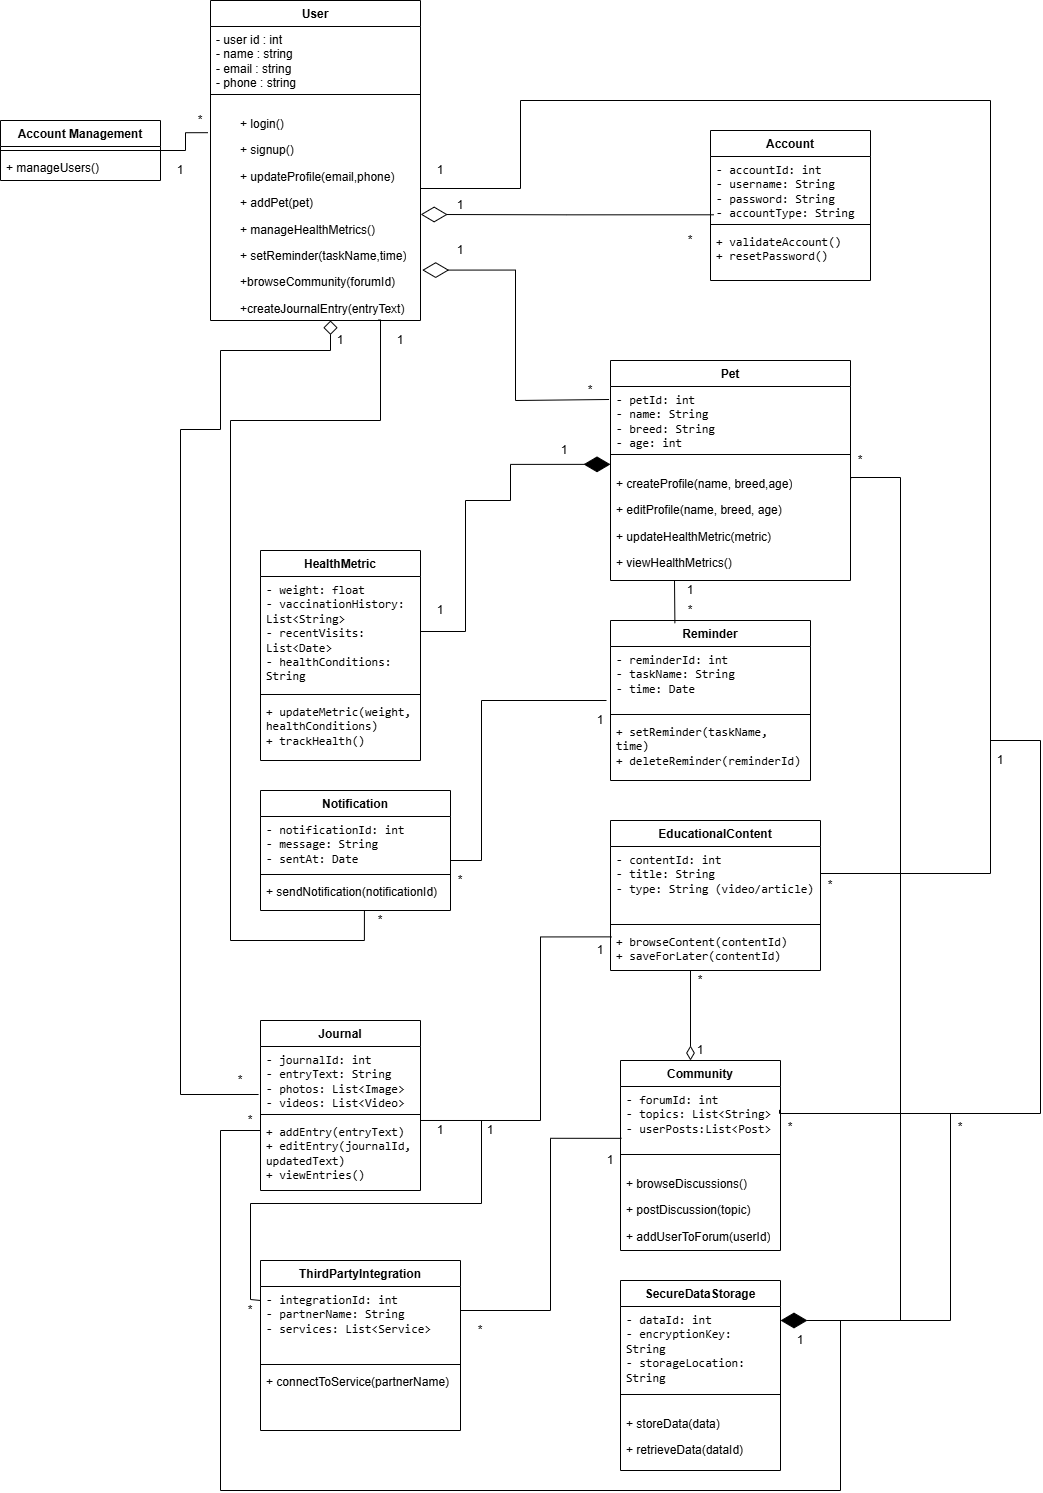 User
- user id : int
- name : string
- email : string
- phone : string
+ login()
+ signup()
+ updateProfile(email,phone)
+ addPet(pet)
+ manageHealthMetrics()
+ setReminder(taskName,time)
+browseCommunity(forumId)
+createJournalEntry(entryText)
Account Management
+ manageUsers()
*
1
1
1
*
1
1
1
Account
- accountId: int
- username: String
- password: String
- accountType: String
+ validateAccount()
+ resetPassword()
*
1
Pet
- petId: int
- name: String
- breed: String
- age: int
+ createProfile(name, breed,age)
+ editProfile(name, breed, age)
+ updateHealthMetric(metric)
+ viewHealthMetrics()
*
1
*
HealthMetric
- weight: float
- vaccinationHistory:
List<String>
- recentVisits:
List<Date>
- healthConditions:
String
+ updateMetric(weight,
healthConditions)
+ trackHealth()
1
Reminder
- reminderId: int
- taskName: String
- time: Date
+ setReminder(taskName,
time)
+ deleteReminder(reminderId)
1
1
Notification
- notificationId: int
- message: String
- sentAt: Date
+ sendNotification(notificationId)
*
*
EducationalContent
- contentId: int
- title: String
- type: String (video/article)
+ browseContent(contentId)
+ saveForLater(contentId)
*
1
*
1
Journal
- journalId: int
- entryText: String
- photos: List<Image>
- videos: List<Video>
+ addEntry(entryText)
+ editEntry(journalId,
updatedText)
+ viewEntries()
*
*
1
1
Community
- forumId: int
- topics: List<String>
- userPosts:List<Post>
+ browseDiscussions()
+ postDiscussion(topic)
+ addUserToForum(userId)
*
*
1
ThirdPartyIntegration
- integrationId: int
- partnerName: String
- services: List<Service>
+ connectToService(partnerName)
*
*
SecureDataStorage
- dataId: int
- encryptionKey:
String
- storageLocation:
String
+ storeData(data)
+ retrieveData(dataId)
1